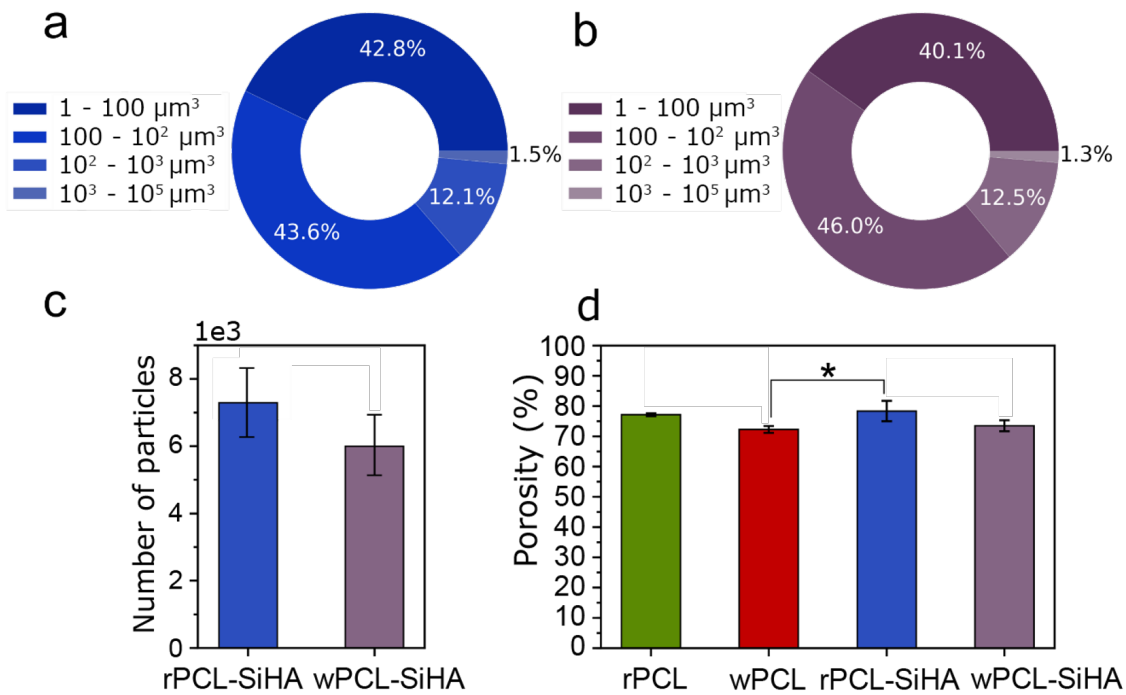 a
42.8%
1 - 100 µm³
100 - 10² µm³
10² - 10³ µm³
10³ - 10⁵ µm³
1.5%
12.1%
43.6%
b
40.1%
1 - 100 µm³
100 - 10² µm³
10² - 10³ µm³
10³ - 10⁵ µm³
1.3%
12.5%
46.0%
c
1e3
Number of particles
8
6
4
2
0
rPCL-SiHA wPCL-SiHA
d
Porosity (%)
100
90
80
70
60
50
40
30
20
10
0
*
rPCL wPCL rPCL-SiHA wPCL-SiHA